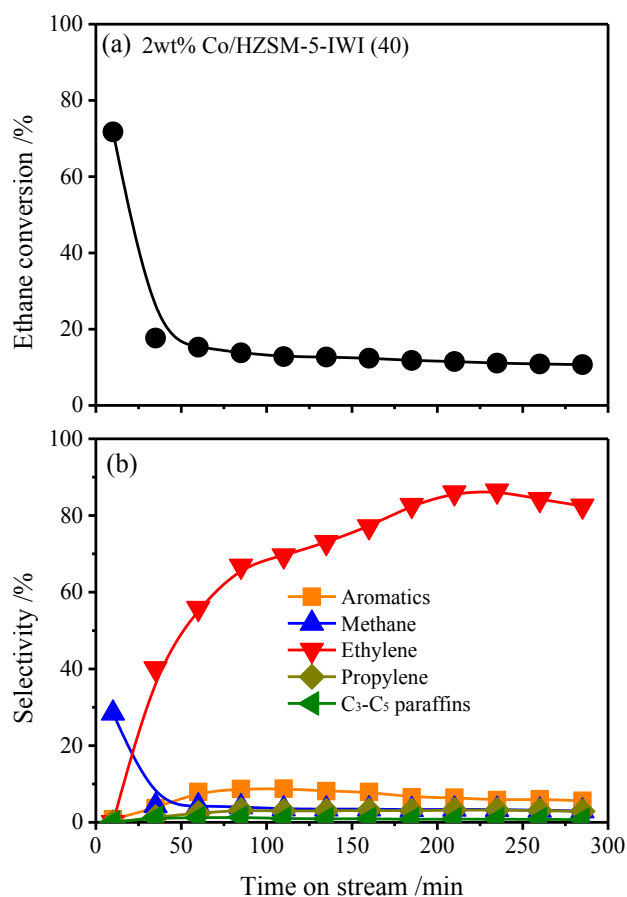 100
(a) 2wt% Co/HZSM-5-IWI (40)
80
60
40
20
0
Ethane conversion /%
100
(b)
80
60
40
20
0
Selectivity /%
Aromatics
Methane
Ethylene
Propylene
C₃-C₅ paraffins
0 50 100 150 200 250 300
Time on stream /min